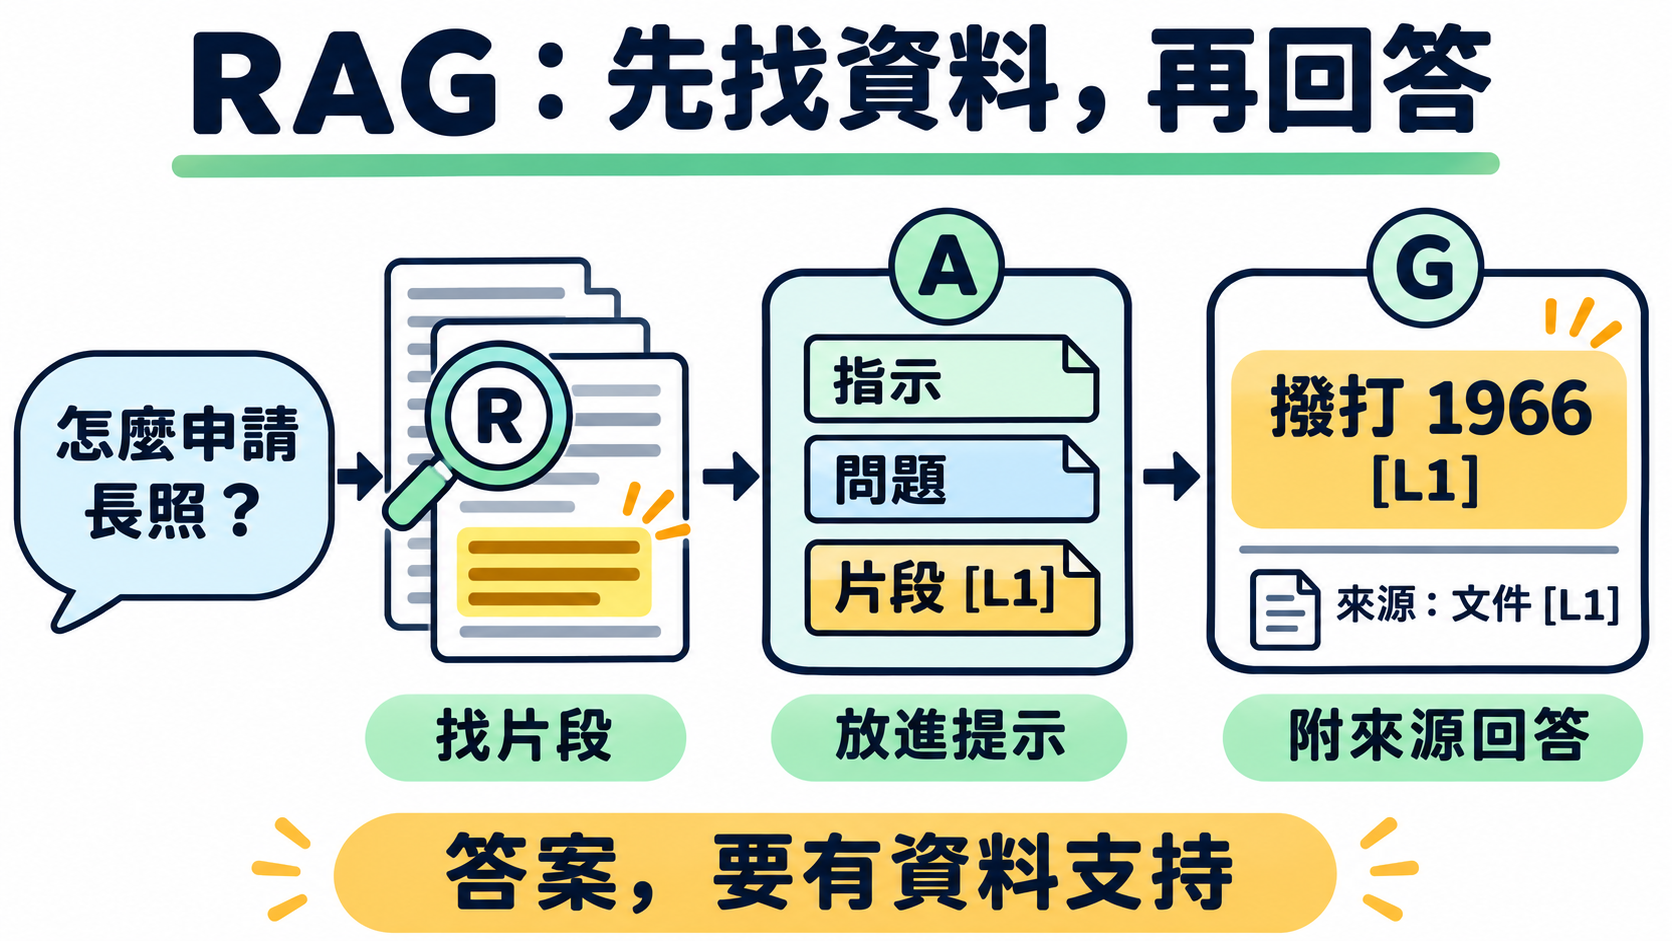 RAG：先找資料，再回答
怎麼申請
長照？
R
找片段
A
指示
問題
片段 [L1]
放進提示
G
撥打 1966
[L1]
來源：文件 [L1]
附來源回答
答案，要有資料支持